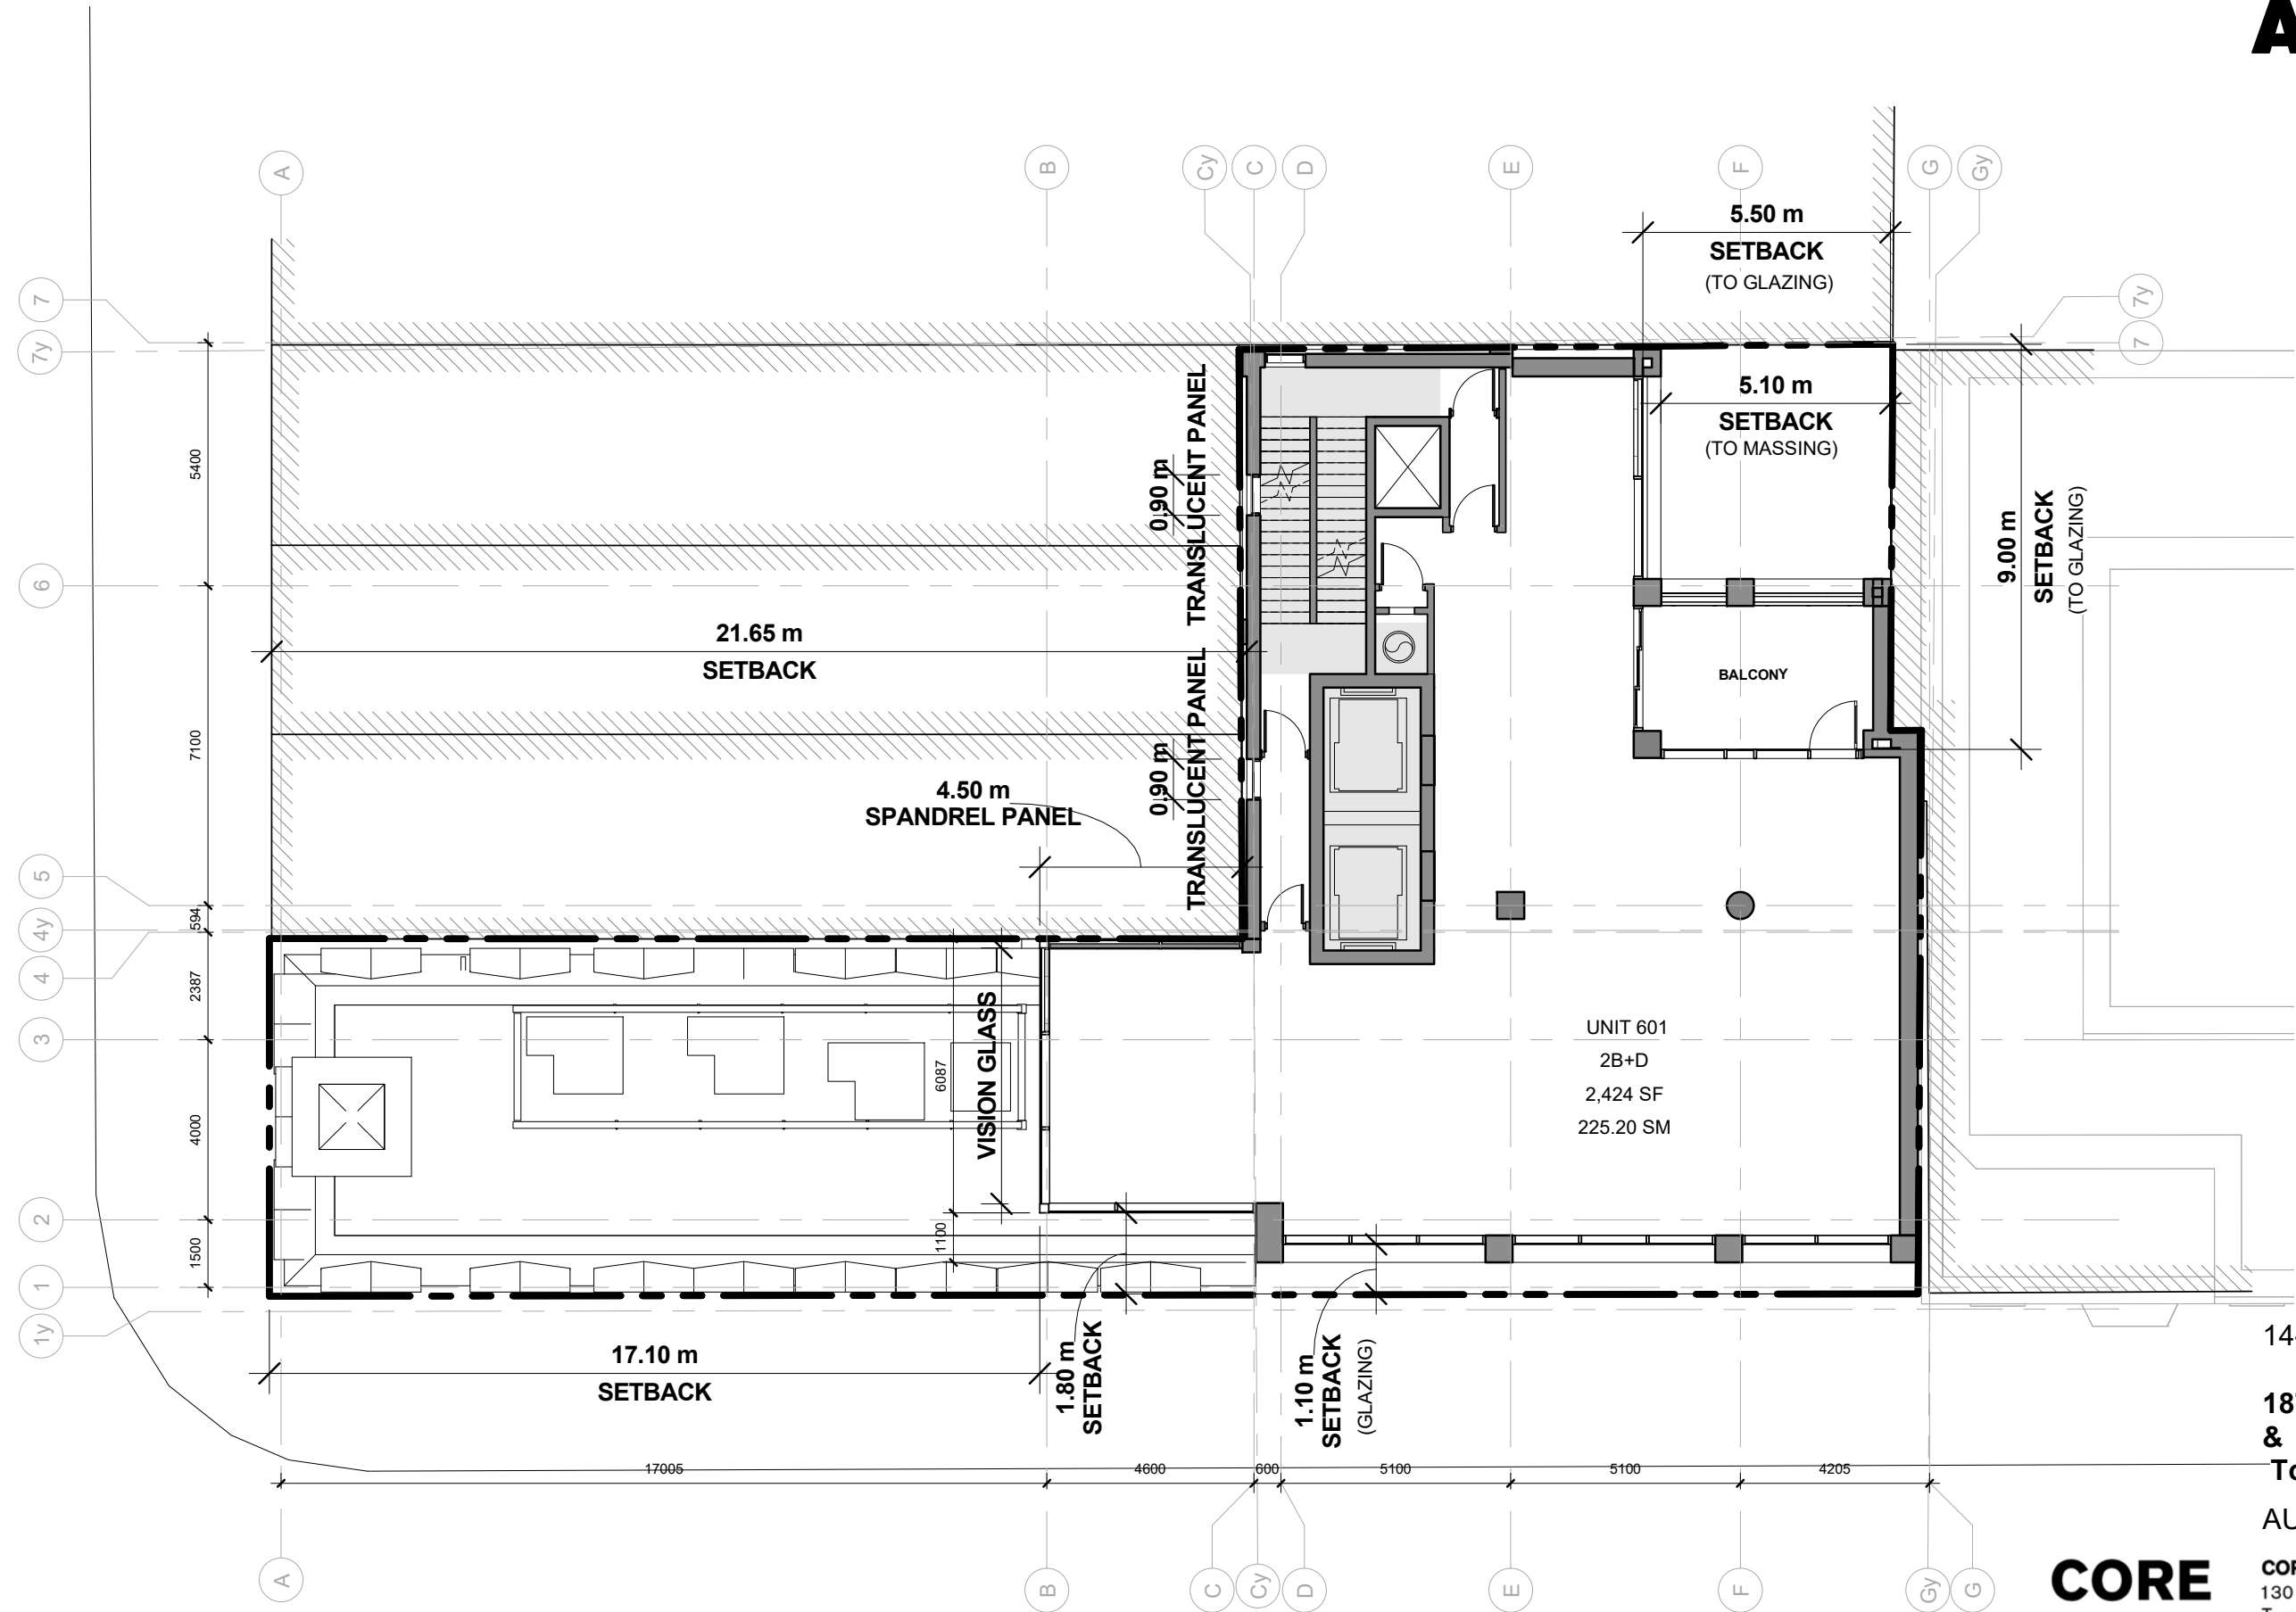 A
A
B
Cy
C
D
E
F
G
Gy
5.50 m
SETBACK
(TO GLAZING)
7
7y
7y
7
5.10 m
SETBACK
(TO MASSING)
5400
0.90 m
TRANSLUCENT PANEL
9.00 m
SETBACK
(TO GLAZING)
6
21.65 m
SETBACK
BALCONY
7100
0.90 m
TRANSLUCENT PANEL
4.50 m
SPANDREL PANEL
5
594
4y
4
2387
3
VISION GLASS
6087
UNIT 601
2B+D
2,424 SF
225.20 SM
4000
2
1500
1100
1
1y
17.10 m
SETBACK
1.80 m
SETBACK
1.10 m
SETBACK
(GLAZING)
17005
4600
600
5100
5100
4205
A
B
C
Cy
D
E
F
Gy
G
&
CORE
130